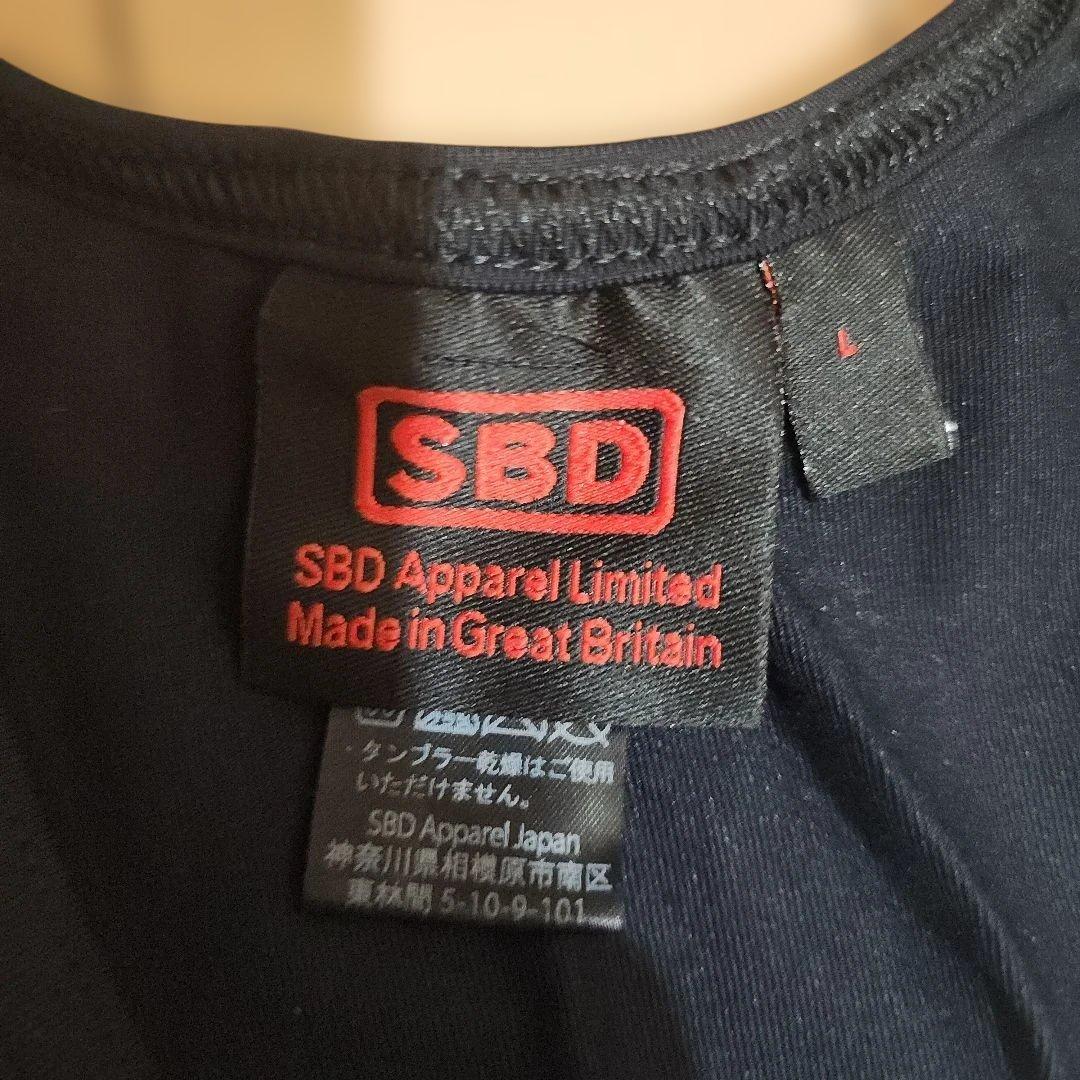 SBD
SBD Apparel Limited
Made in Great Britain
L
・タンブラー乾燥はご使用
いただけません。
SBD Apparel Japan
神奈川県相模原市南区
東林間 5-10-9-101